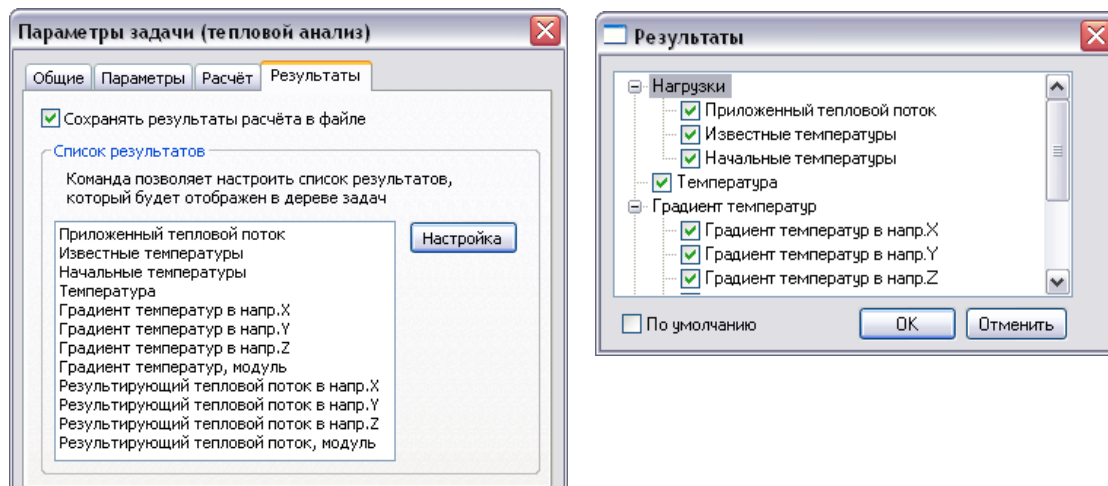 Параметры задачи (тепловой анализ)
Общие Параметры Расчёт Результаты
Сохранять результаты расчёта в файле
Список результатов
Команда позволяет настроить список результатов,
который будет отображен в дереве задач
Приложенный тепловой поток
Известные температуры
Начальные температуры
Температура
Градиент температур в напр.X
Градиент температур в напр.Y
Градиент температур в напр.Z
Градиент температур, модуль
Результирующий тепловой поток в напр.X
Результирующий тепловой поток в напр.Y
Результирующий тепловой поток в напр.Z
Результирующий тепловой поток, модуль
Настройка
Результаты
Нагрузки
Приложенный тепловой поток
Известные температуры
Начальные температуры
Температура
Градиент температур
Градиент температур в напр.X
Градиент температур в напр.Y
Градиент температур в напр.Z
По умолчанию OK Отменить